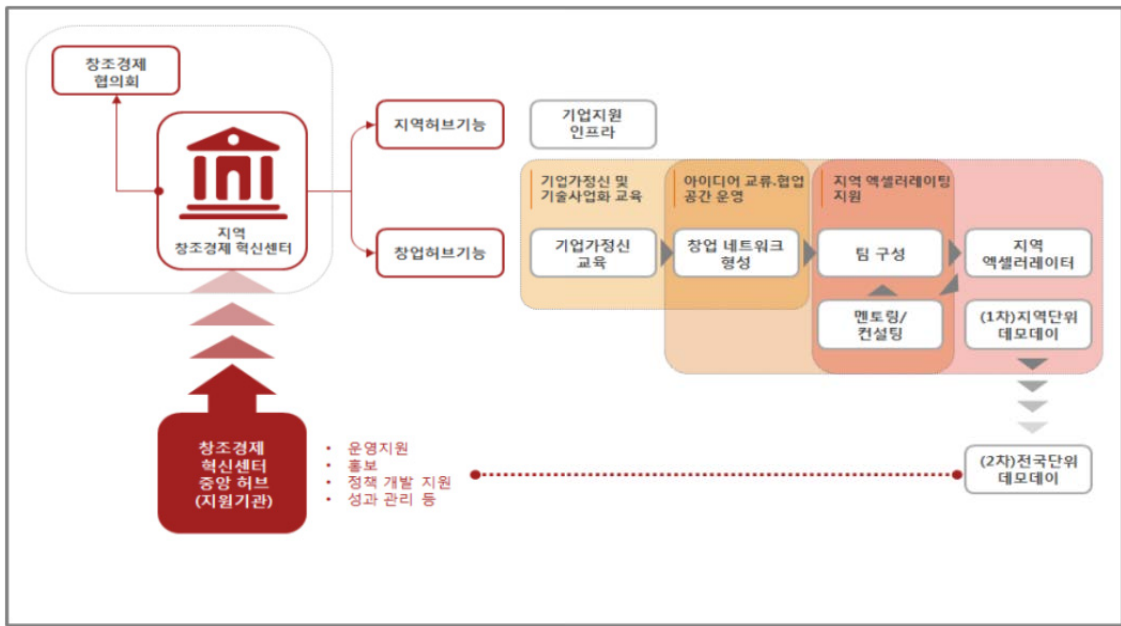 창조경제
협의회
지역
창조경제 혁신센터
지역허브기능
창업허브기능
기업지원
인프라
기업가정신 및
기술사업화 교육
아이디어 교류.협업
공간 운영
지역 엑셀러레이팅
지원
기업가정신
교육
창업 네트워크
형성
팀 구성
지역
엑셀러레이터
멘토링/
컨설팅
(1차)지역단위
데모데이
창조경제
혁신센터
중앙 허브
(지원기관)
• 운영지원
• 홍보
• 정책 개발 지원
• 성과 관리 등
(2차)전국단위
데모데이